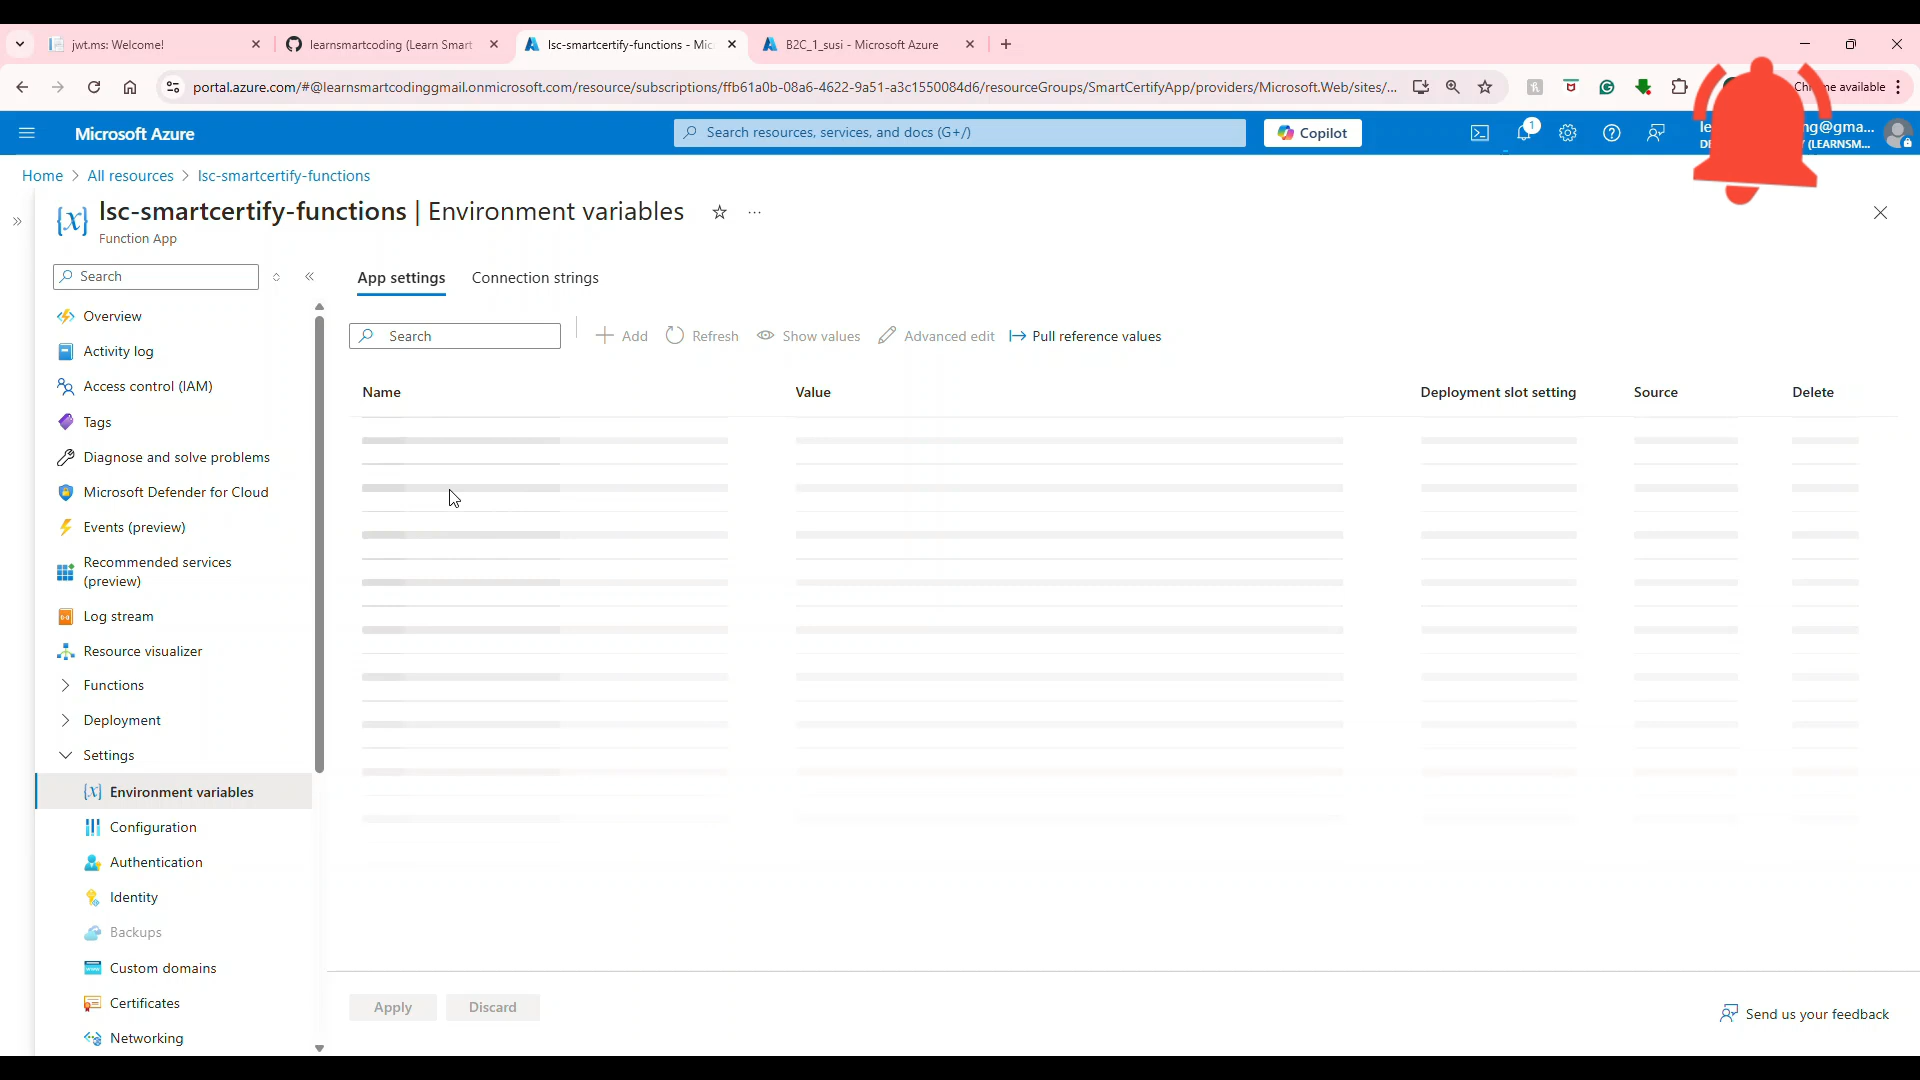 jwt.ms: Welcome!
learnsmartcoding (Learn Smart
lsc-smartcertify-functions - Mic
B2C_1_susi - Microsoft Azure
portal.azure.com/#@learnsmartcodinggmail.onmicrosoft.com/resource/subscriptions/ffb61a0b-08a6-4622-9a51-a3c1550084d6/resourceGroups/SmartCertifyApp/providers/Microsoft.Web/sites/...
available
Microsoft Azure
Search resources, services, and docs (G+/)
Copilot
1
ng@gma...
(LEARNSM...
Home > All resources > lsc-smartcertify-functions
lsc-smartcertify-functions | Environment variables
Function App
Search
App settings
Connection strings
Search
Add
Refresh
Show values
Advanced edit
Pull reference values
Name
Value
Deployment slot setting
Source
Delete
Overview
Activity log
Access control (IAM)
Tags
Diagnose and solve problems
Microsoft Defender for Cloud
Events (preview)
Recommended services
(preview)
Log stream
Resource visualizer
Functions
Deployment
Settings
Environment variables
Configuration
Authentication
Identity
Backups
Custom domains
Certificates
Networking
Apply
Discard
Send us your feedback